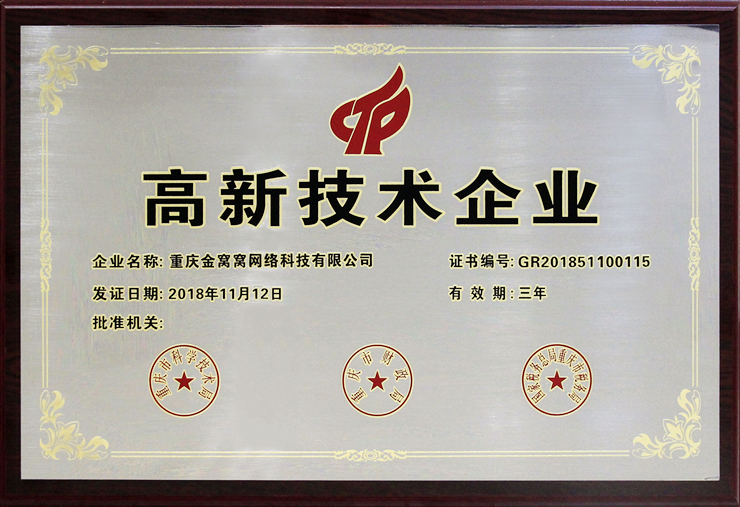 高新技术企业
企业名称: 重庆金窝窝网络科技有限公司
证书编号: GR201851100115
发证日期: 2018年11月12日
有 效 期: 三年
批准机关:
重庆市科学技术局
重庆市财政局
国家税务总局重庆市税务局